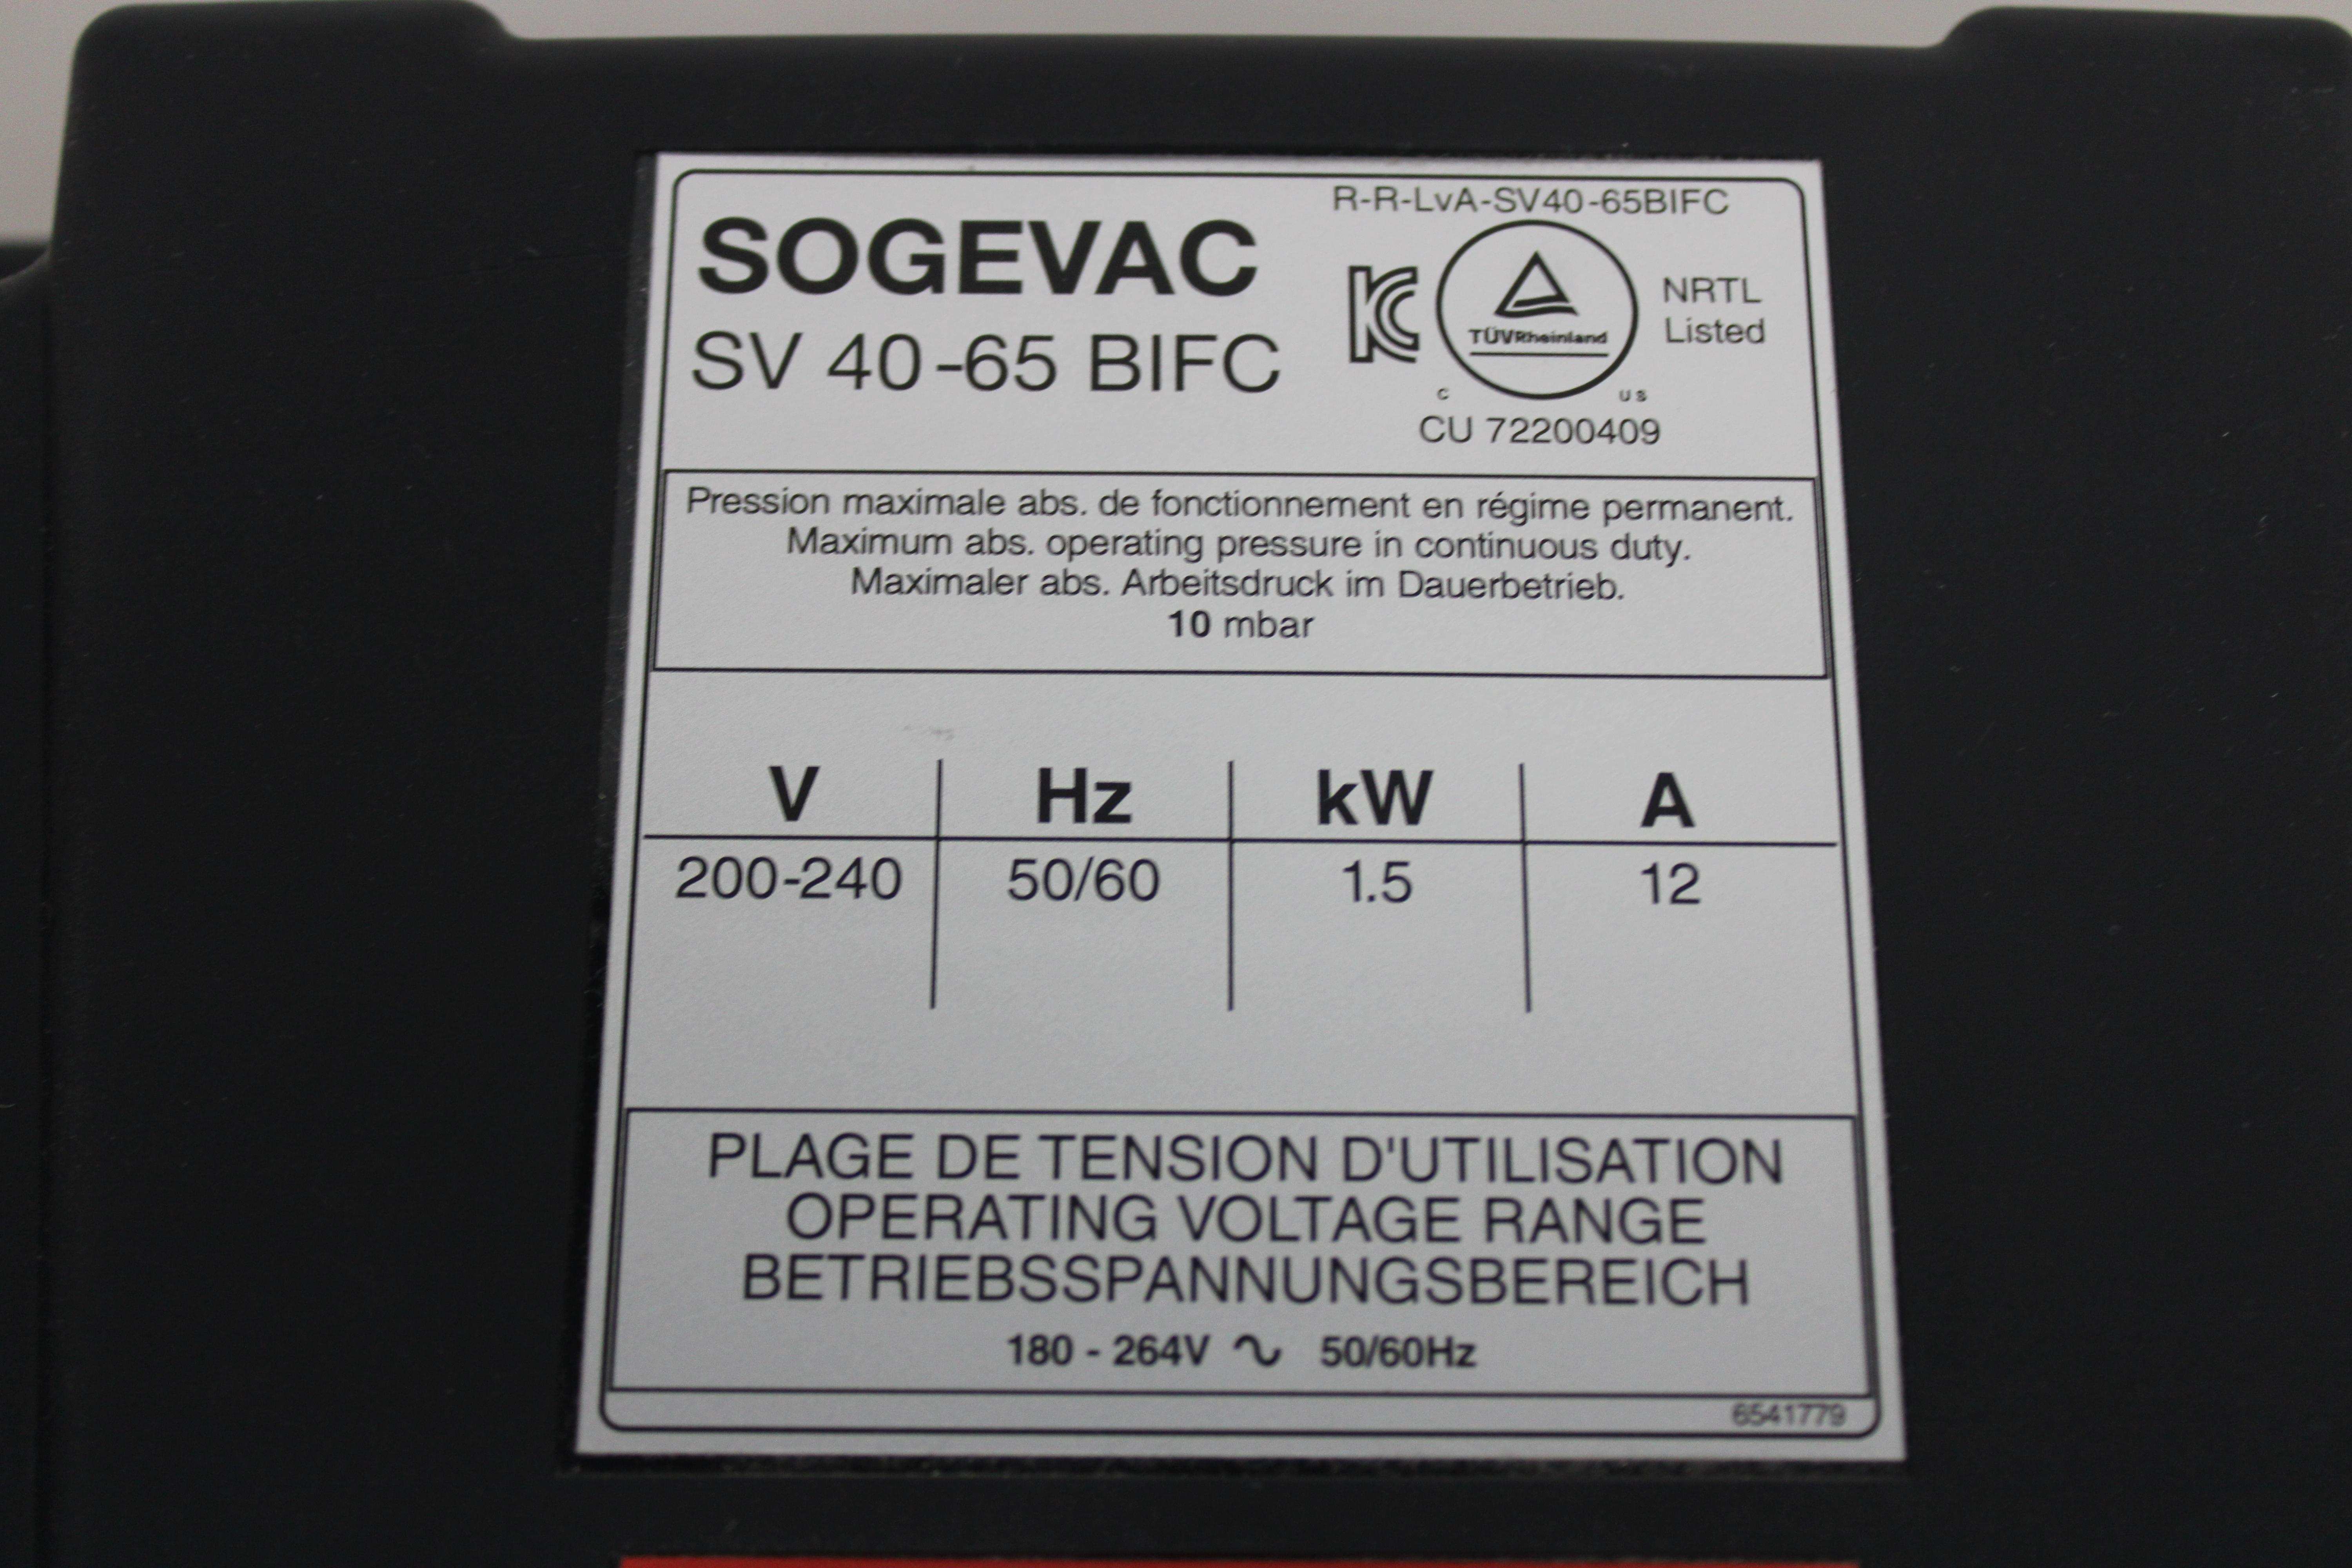 R-R-LvA-SV40-65BIFC
SOGEVAC
SV 40-65 BIFC
KC
TÜVRheinland
NRTL
Listed
c us
CU 72200409
Pression maximale abs. de fonctionnement en régime permanent.
Maximum abs. operating pressure in continuous duty.
Maximaler abs. Arbeitsdruck im Dauerbetrieb.
10 mbar
V Hz kW A
200-240 50/60 1.5 12
PLAGE DE TENSION D'UTILISATION
OPERATING VOLTAGE RANGE
BETRIEBSSPANNUNGSBEREICH
180 - 264V ∿ 50/60Hz
6541779